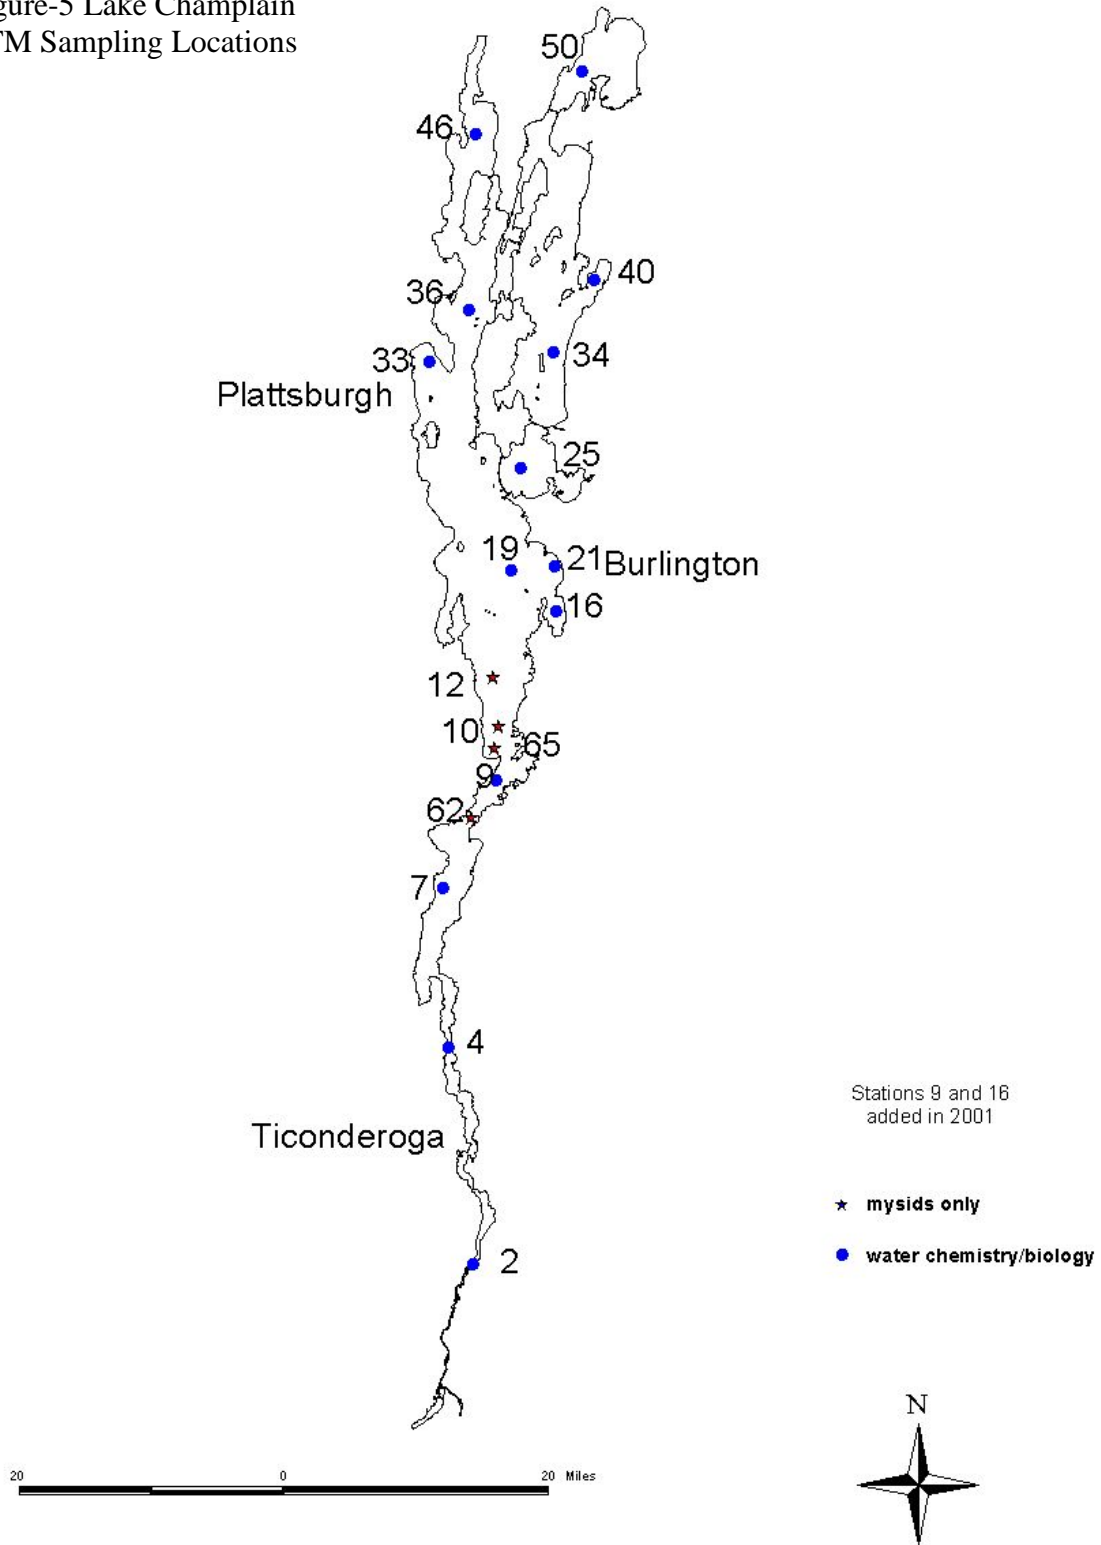 gure-5 Lake Champlain
TM Sampling Locations
50
46
40
36
34
33
Plattsburgh
25
19
21
Burlington
16
12
10
65
9
62
7
4
Stations 9 and 16
added in 2001
Ticonderoga
mysids only
water chemistry/biology
2
N
20 0 20 Miles